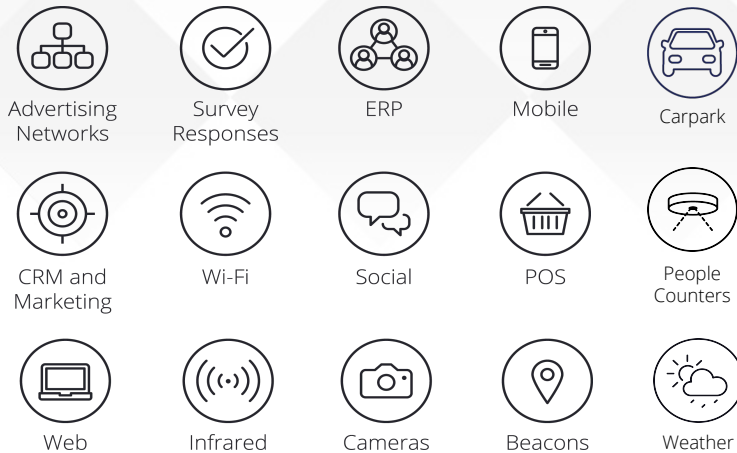 Advertising
Networks
Survey
Responses
ERP
Mobile
Carpark
CRM and
Marketing
Wi-Fi
Social
POS
People
Counters
Web
Infrared
Cameras
Beacons
Weather